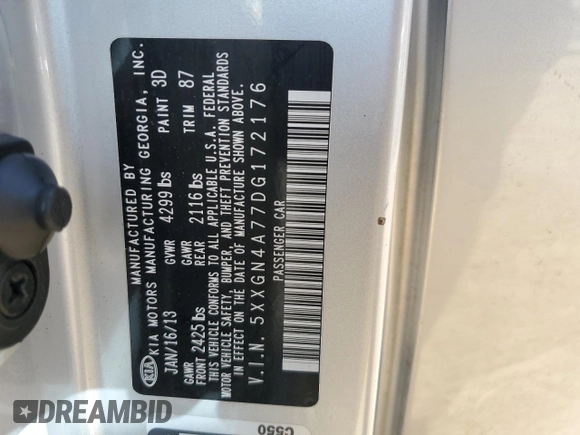 KIA
MANUFACTURED BY
KIA MOTORS MANUFACTURING GEORGIA, INC.
JAN/16/13 GVWR 4299 lbs PAINT 3D
GAWR FRONT 2425 lbs GAWR REAR 2116 lbs TRIM 87
THIS VEHICLE CONFORMS TO ALL APPLICABLE U.S.A. FEDERAL
MOTOR VEHICLE SAFETY, BUMPER, AND THEFT PREVENTION STANDARDS
IN EFFECT ON THE DATE OF MANUFACTURE SHOWN ABOVE.
V.I.N. 5XXGN4A77DG172176
PASSENGER CAR
C550
DREAMBID